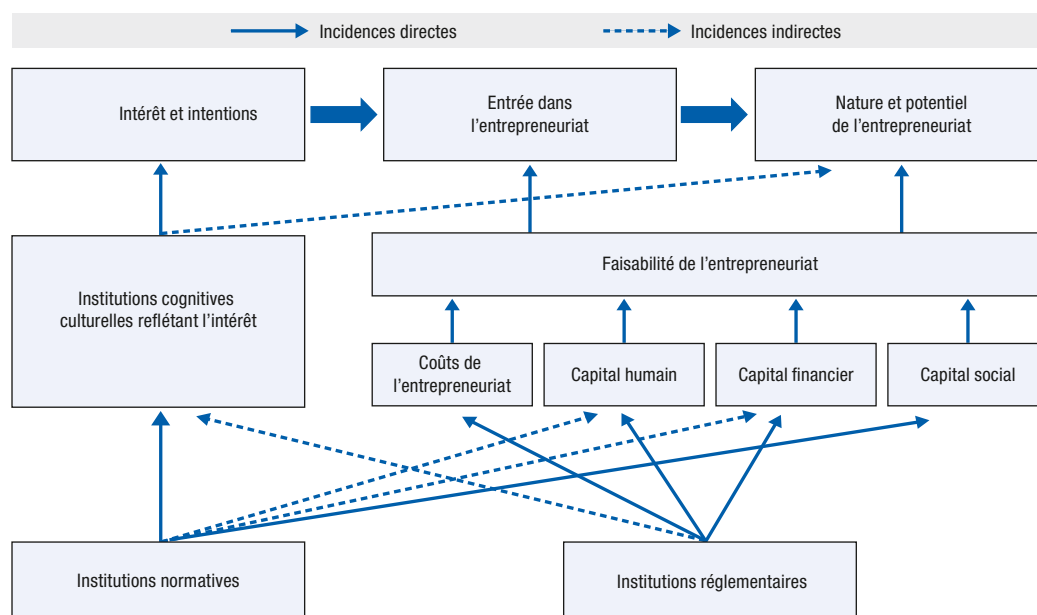 Incidences directes
Incidences indirectes
Intérêt et intentions
Entrée dans
l’entrepreneuriat
Nature et potentiel
de l’entrepreneuriat
Institutions cognitives
culturelles reflétant l’intérêt
Faisabilité de l’entrepreneuriat
Coûts de
l’entrepreneuriat
Capital humain
Capital financier
Capital social
Institutions normatives
Institutions réglementaires